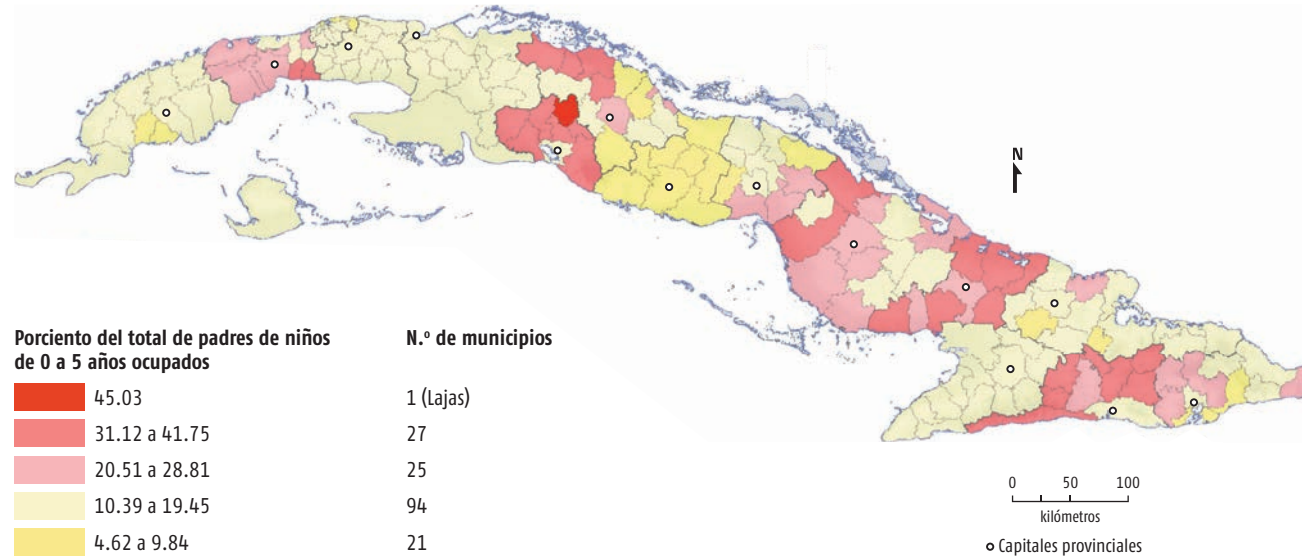 N
Porciento del total de padres de niños
de 0 a 5 años ocupados
N.º de municipios
45.03 1 (Lajas)
31.12 a 41.75 27
20.51 a 28.81 25
10.39 a 19.45 94
4.62 a 9.84 21
0 50 100
kilómetros
Capitales provinciales